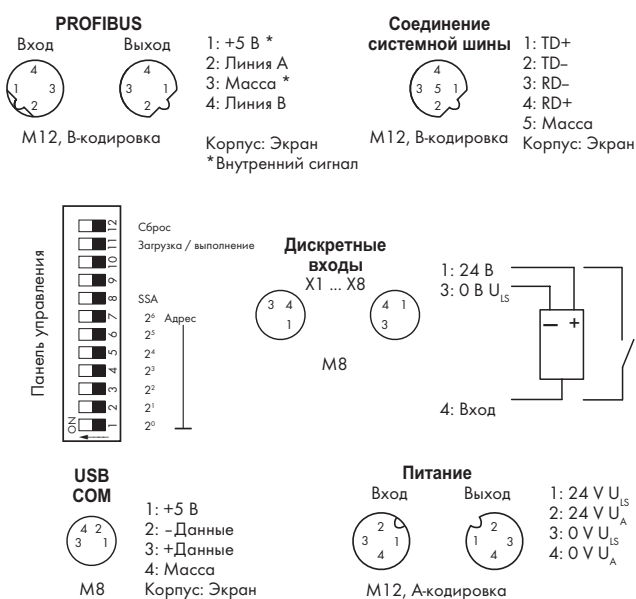 PROFIBUS
Вход
Выход
4
1 3
2
4
3 1
2
М12, В-кодировка
1: +5 В *
2: Линия А
3: Масса *
4: Линия В
Корпус: Экран
*Внутренний сигнал
Соединение
системной шины
4
3 5 1
2
М12, В-кодировка
1: TD+
2: TD–
3: RD–
4: RD+
5: Масса
Корпус: Экран
Панель управления
12 Сброс
11 Загрузка / выполнение
10
9
8 SSA
7 2⁶ Адрес
6 2⁵
5 2⁴
4 2³
3 2²
2 2¹
1 2⁰
ON
Дискретные
входы
X1 ... X8
3 4
1
4 1
3
М8
1: 24 В
3: 0 В U_LS
– +
4: Вход
USB
COM
4 2
3 1
М8
1: +5 В
2: –Данные
3: +Данные
4: Масса
Корпус: Экран
Питание
Вход
Выход
2
3 1
4
2
1 3
4
М12, А-кодировка
1: 24 V U_LS
2: 24 V U_A
3: 0 V U_LS
4: 0 V U_A